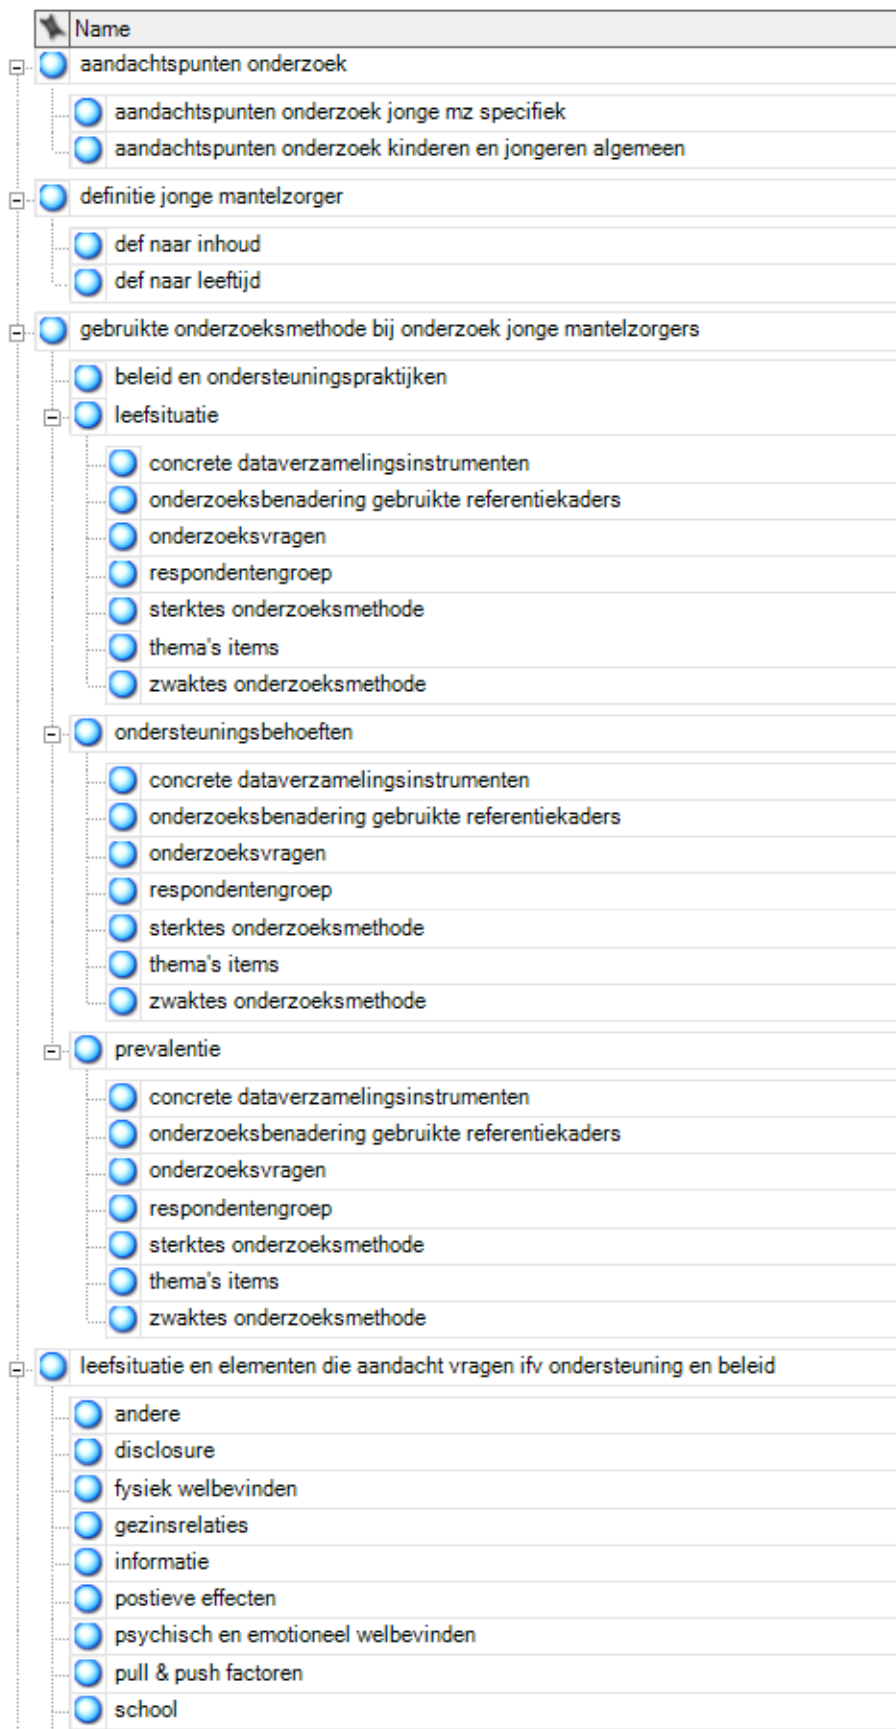 Name
aandachtspunten onderzoek
aandachtspunten onderzoek jonge mz specifiek
aandachtspunten onderzoek kinderen en jongeren algemeen
definitie jonge mantelzorger
def naar inhoud
def naar leeftijd
gebruikte onderzoeksmethode bij onderzoek jonge mantelzorgers
beleid en ondersteuningspraktijken
leefsituatie
concrete dataverzamelingsinstrumenten
onderzoeksbenadering gebruikte referentiekaders
onderzoeksvragen
respondentengroep
sterktes onderzoeksmethode
thema's items
zwaktes onderzoeksmethode
ondersteuningsbehoeften
concrete dataverzamelingsinstrumenten
onderzoeksbenadering gebruikte referentiekaders
onderzoeksvragen
respondentengroep
sterktes onderzoeksmethode
thema's items
zwaktes onderzoeksmethode
prevalentie
concrete dataverzamelingsinstrumenten
onderzoeksbenadering gebruikte referentiekaders
onderzoeksvragen
respondentengroep
sterktes onderzoeksmethode
thema's items
zwaktes onderzoeksmethode
leefsituatie en elementen die aandacht vragen ifv ondersteuning en beleid
andere
disclosure
fysiek welbevinden
gezinsrelaties
informatie
postieve effecten
psychisch en emotioneel welbevinden
pull & push factoren
school